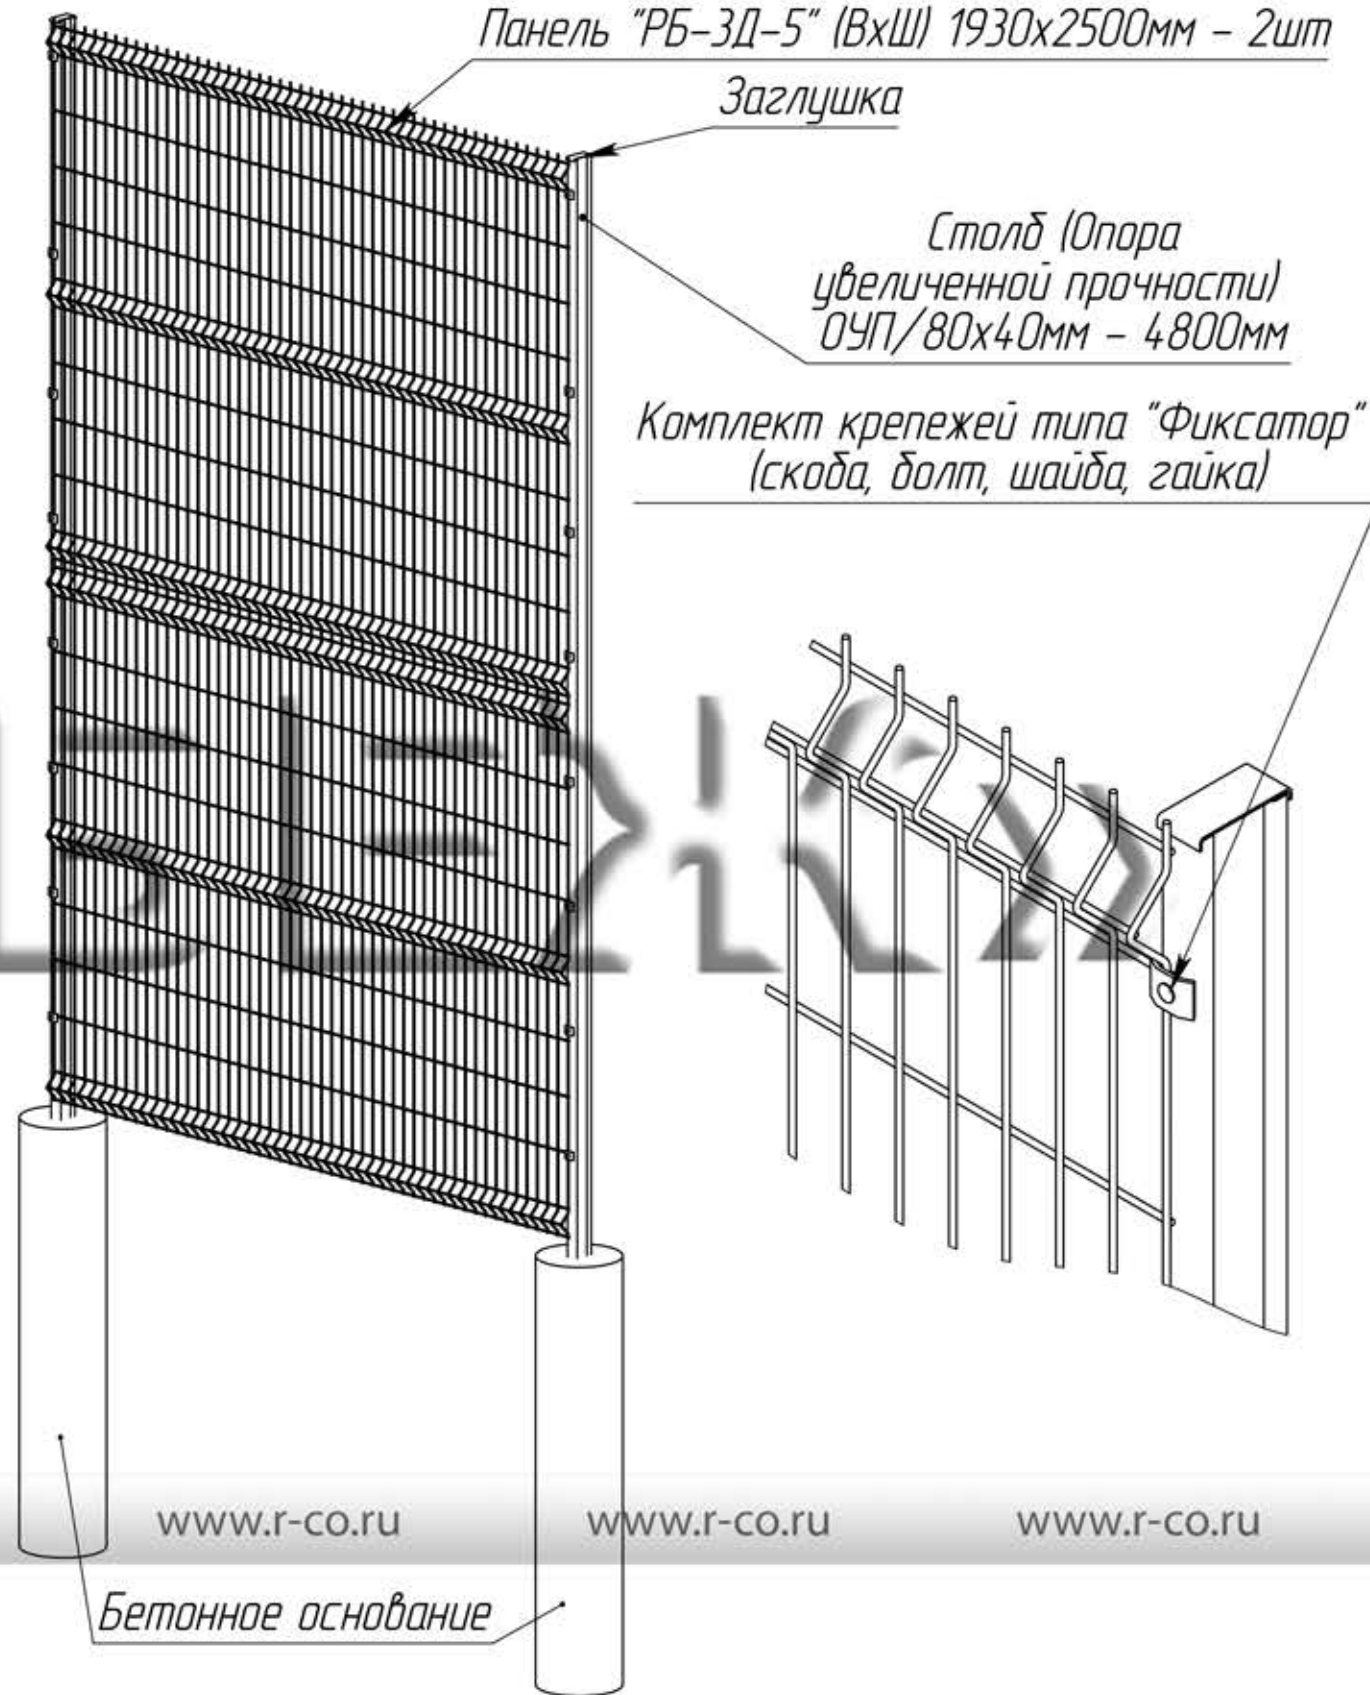 Панель "РБ-3Д-5" (ВхШ) 1930х2500мм - 2шт
Заглушка
Столб (Опора
увеличенной прочности)
ОУП/80х40мм - 4800мм
Комплект крепежей типа "Фиксатор"
(скоба, болт, шайба, гайка)
www.r-co.ru www.r-co.ru www.r-co.ru
Бетонное основание